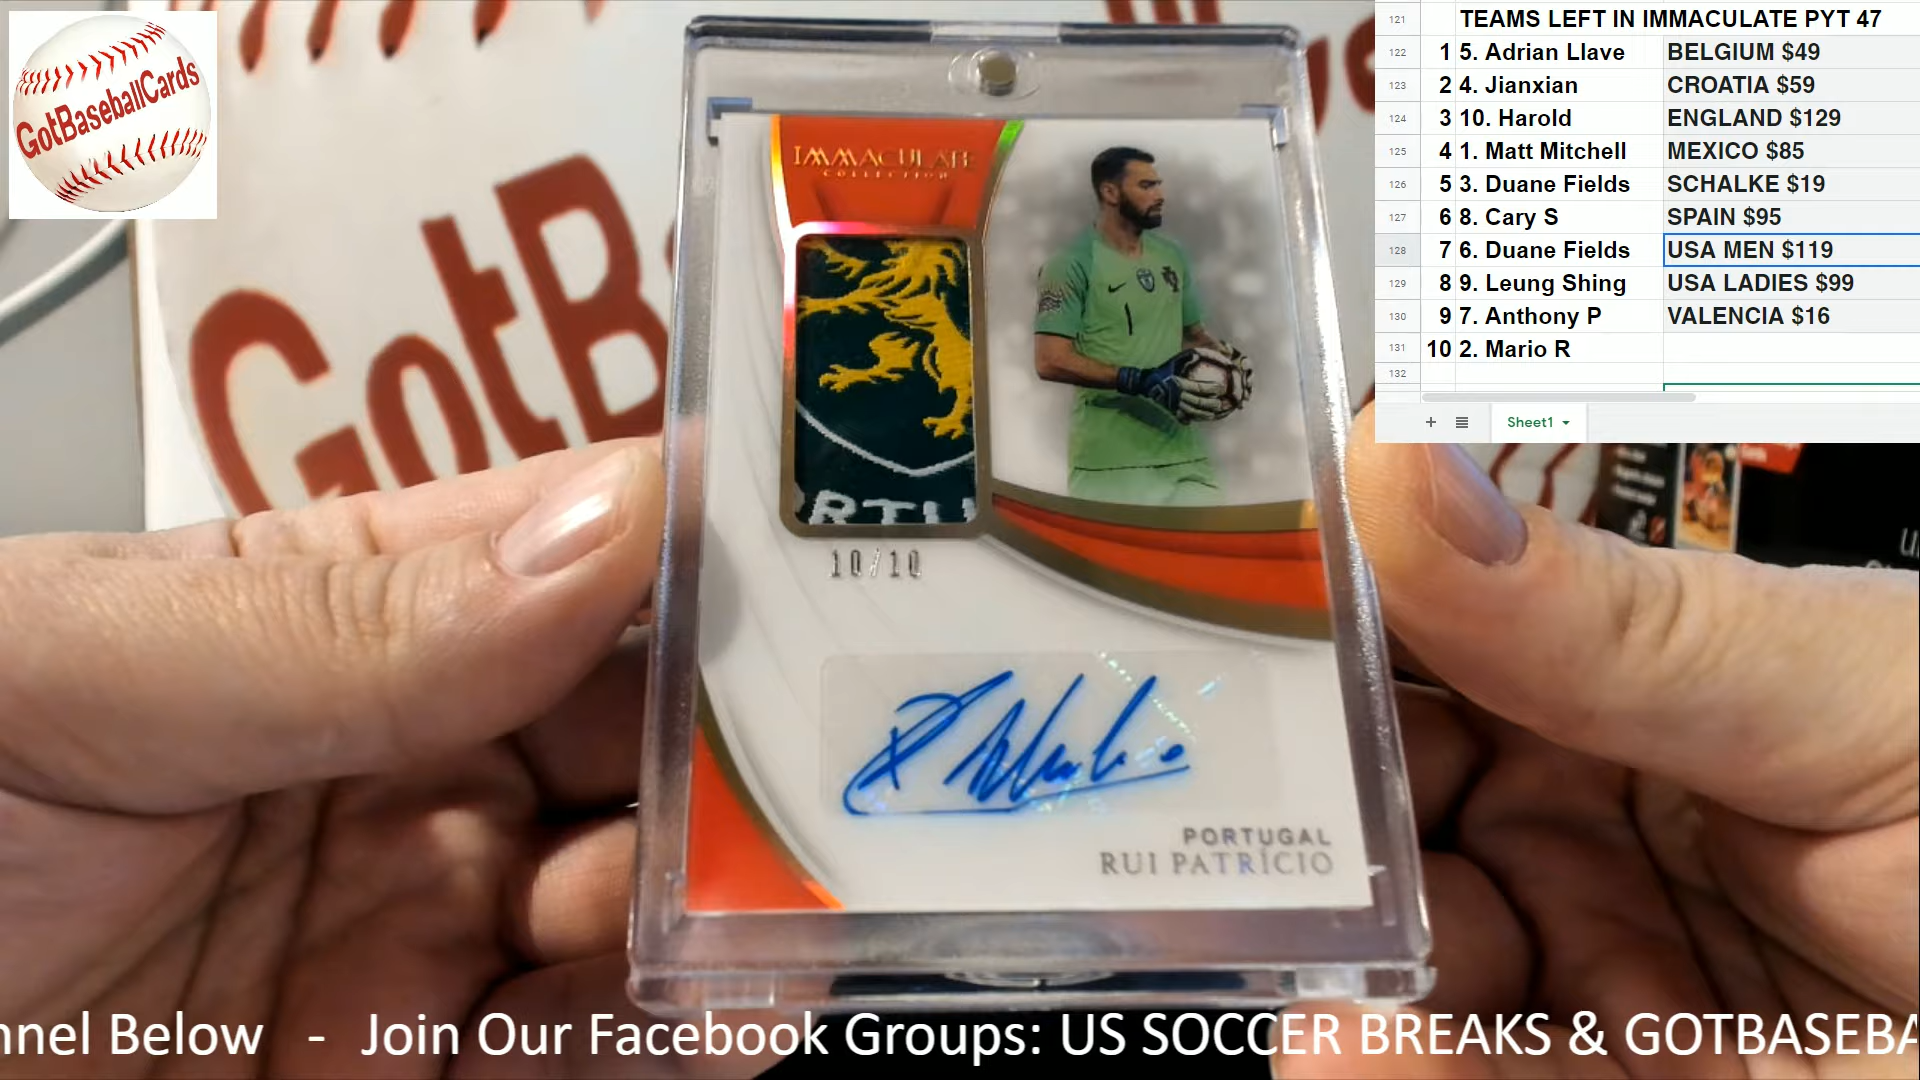 GotBaseballCards
TEAMS LEFT IN IMMACULATE PYT 47
121
122 1 5. Adrian Llave BELGIUM $49
123 2 4. Jianxian CROATIA $59
124 3 10. Harold ENGLAND $129
125 4 1. Matt Mitchell MEXICO $85
126 5 3. Duane Fields SCHALKE $19
127 6 8. Cary S SPAIN $95
128 7 6. Duane Fields USA MEN $119
129 8 9. Leung Shing USA LADIES $99
130 9 7. Anthony P VALENCIA $16
131 10 2. Mario R
132
Sheet1
GotB
IMMACULATE
COLLECTION
1
RTU
10/10
PORTUGAL
RUI PATRÍCIO
nnel Below - Join Our Facebook Groups: US SOCCER BREAKS & GOTBASEBA